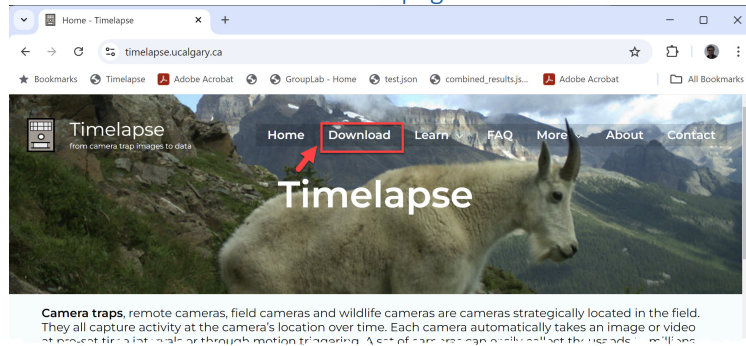 Home - Timelapse
timelapse.ucalgary.ca
Bookmarks Timelapse Adobe Acrobat GroupLab - Home test.json combined_results.js... Adobe Acrobat All Bookmarks
Timelapse
from camera trap images to data
Home Download Learn FAQ More About Contact
Timelapse
Camera traps, remote cameras, field cameras and wildlife cameras are cameras strategically located in the field.
They all capture activity at the camera's location over time. Each camera automatically takes an image or video